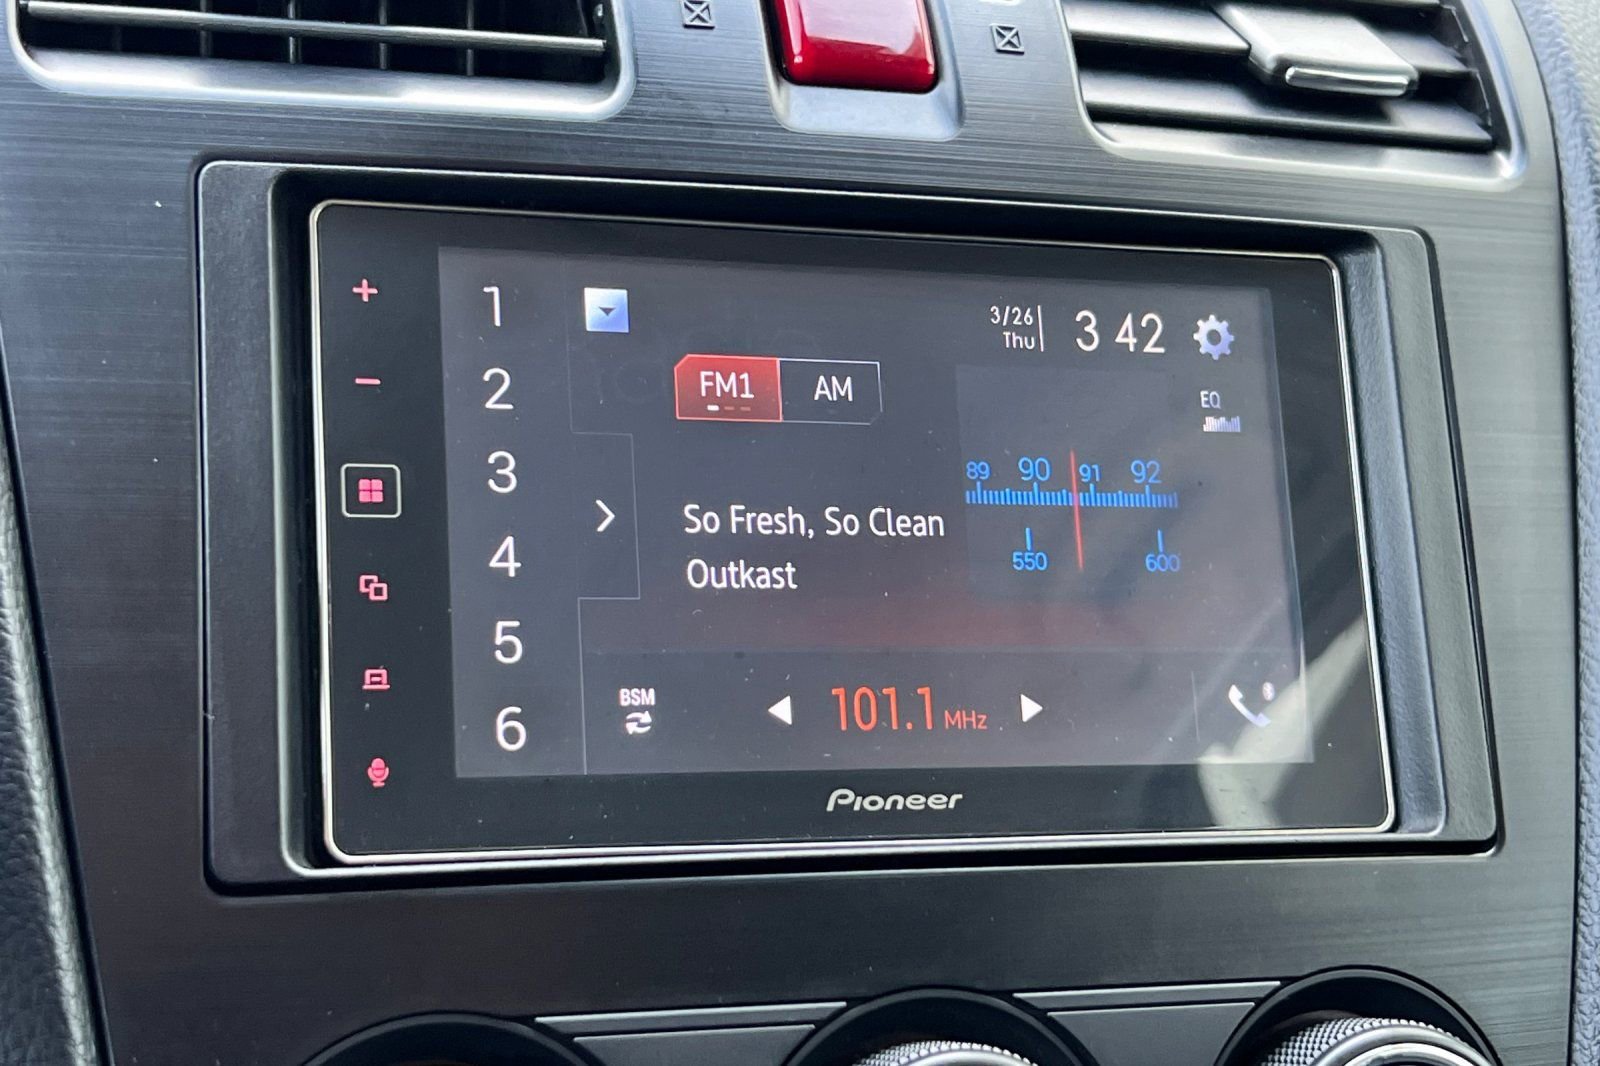 1
2
3
4
5
6
FM1
AM
3/26
Thu
3 42
EQ
89 90 91 92
550 600
So Fresh, So Clean
Outkast
BSM
101.1 MHz
Pioneer